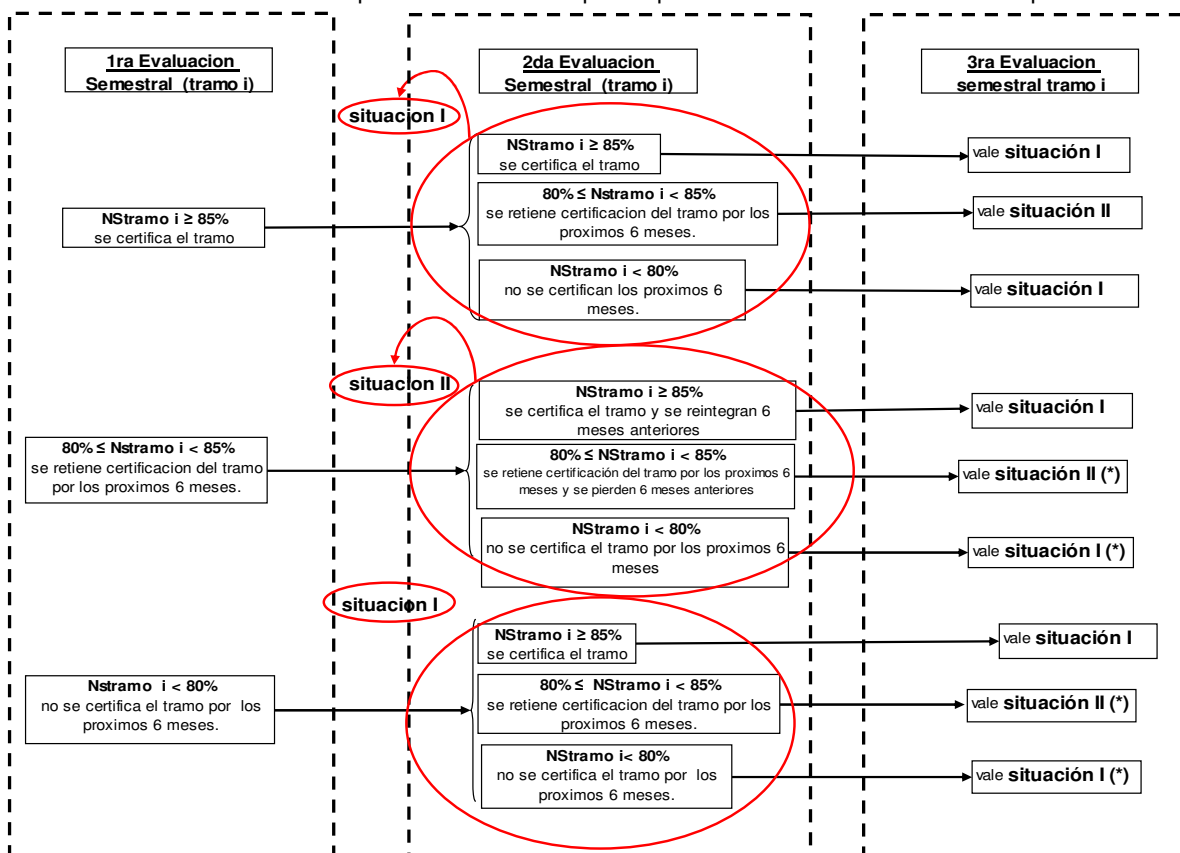 1ra Evaluacion
Semestral (tramo i)
2da Evaluacion
Semestral (tramo i)
3ra Evaluacion
semestral tramo i
situacion I
NStramo i ≥ 85%
se certifica el tramo
NStramo i ≥ 85%
se certifica el tramo
vale situación I
80% ≤ Nstramo i < 85%
se retiene certificacion del tramo por los
proximos 6 meses.
vale situación II
NStramo i < 80%
no se certifican los proximos 6
meses.
vale situación I
situacion II
80% ≤ Nstramo i < 85%
se retiene certificacion del tramo
por los proximos 6 meses.
NStramo i ≥ 85%
se certifica el tramo y se reintegran 6
meses anteriores
vale situación I
80% ≤ NStramo i < 85%
se retiene certificación del tramo por los proximos 6
meses y se pierden 6 meses anteriores
vale situación II (*)
NStramo i < 80%
no se certifica el tramo por los proximos 6
meses
vale situación I (*)
situacion I
Nstramo i < 80%
no se certifica el tramo por los
proximos 6 meses.
NStramo i ≥ 85%
se certifica el tramo
vale situación I
80% ≤ NStramo i < 85%
se retiene certificacion del tramo por los
proximos 6 meses.
vale situación II (*)
NStramo i< 80%
no se certifica el tramo por los
proximos 6 meses.
vale situación I (*)